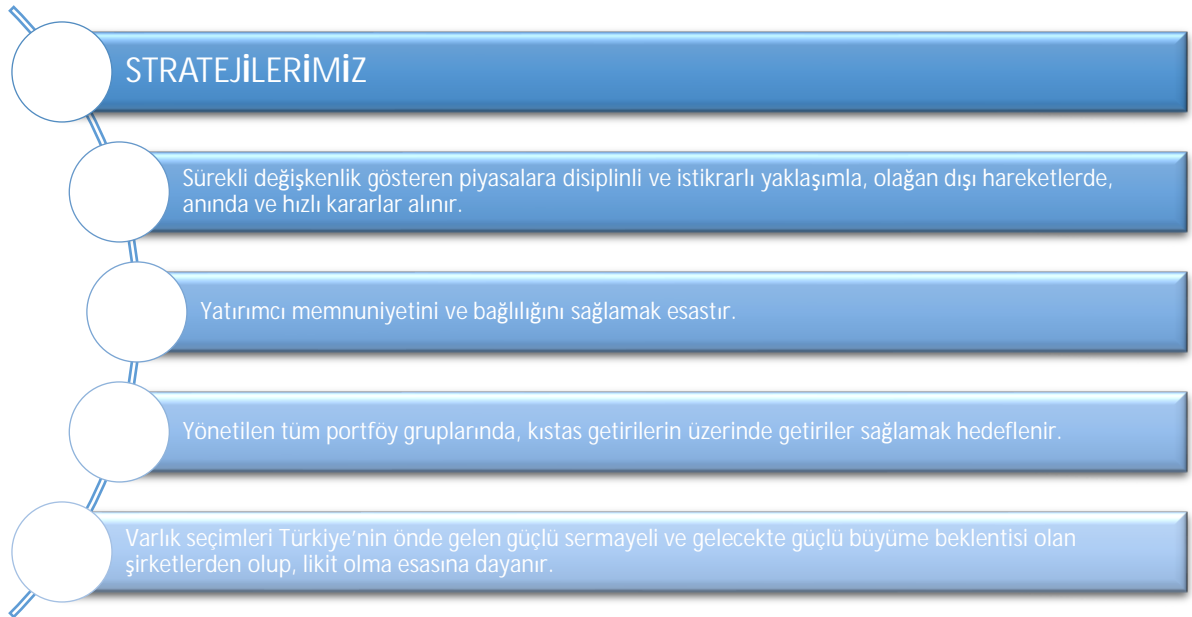 STRATEJİLERİMİZ
Sürekli değişkenlik gösteren piyasalara disiplinli ve istikrarlı yaklaşımla, olağan dışı hareketlerde,
anında ve hızlı kararlar alınır.
Yatırımcı memnuniyetini ve bağlılığını sağlamak esastır.
Yönetilen tüm portföy gruplarında, kıstas getirilerin üzerinde getiriler sağlamak hedeflenir.
Varlık seçimleri Türkiye’nin önde gelen güçlü sermayeli ve gelecekte güçlü büyüme beklentisi olan
şirketlerden olup, likit olma esasına dayanır.